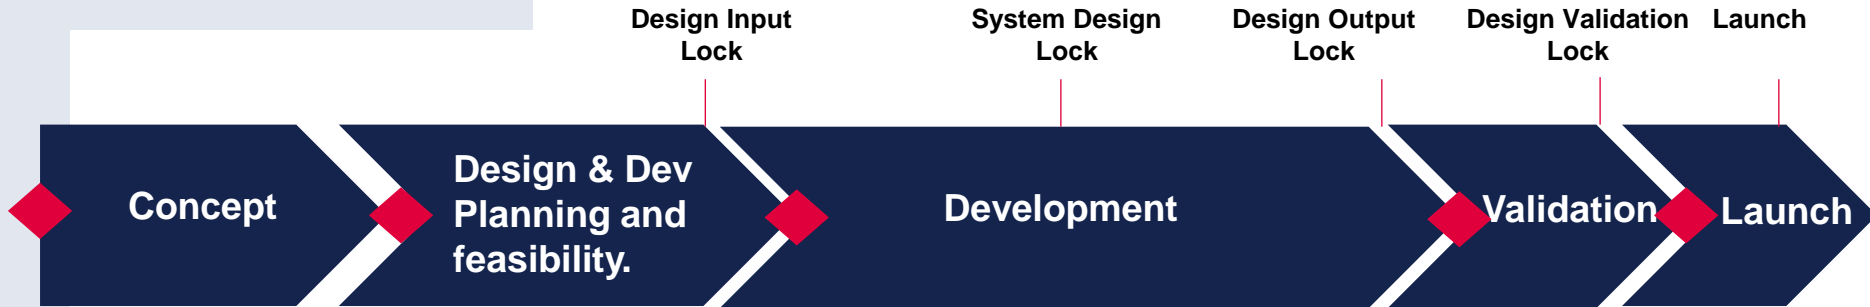 Design Input
Lock
System Design
Lock
Design Output
Lock
Design Validation
Lock
Launch
Concept
Design & Dev
Planning and
feasibility.
Development
Validation
Launch